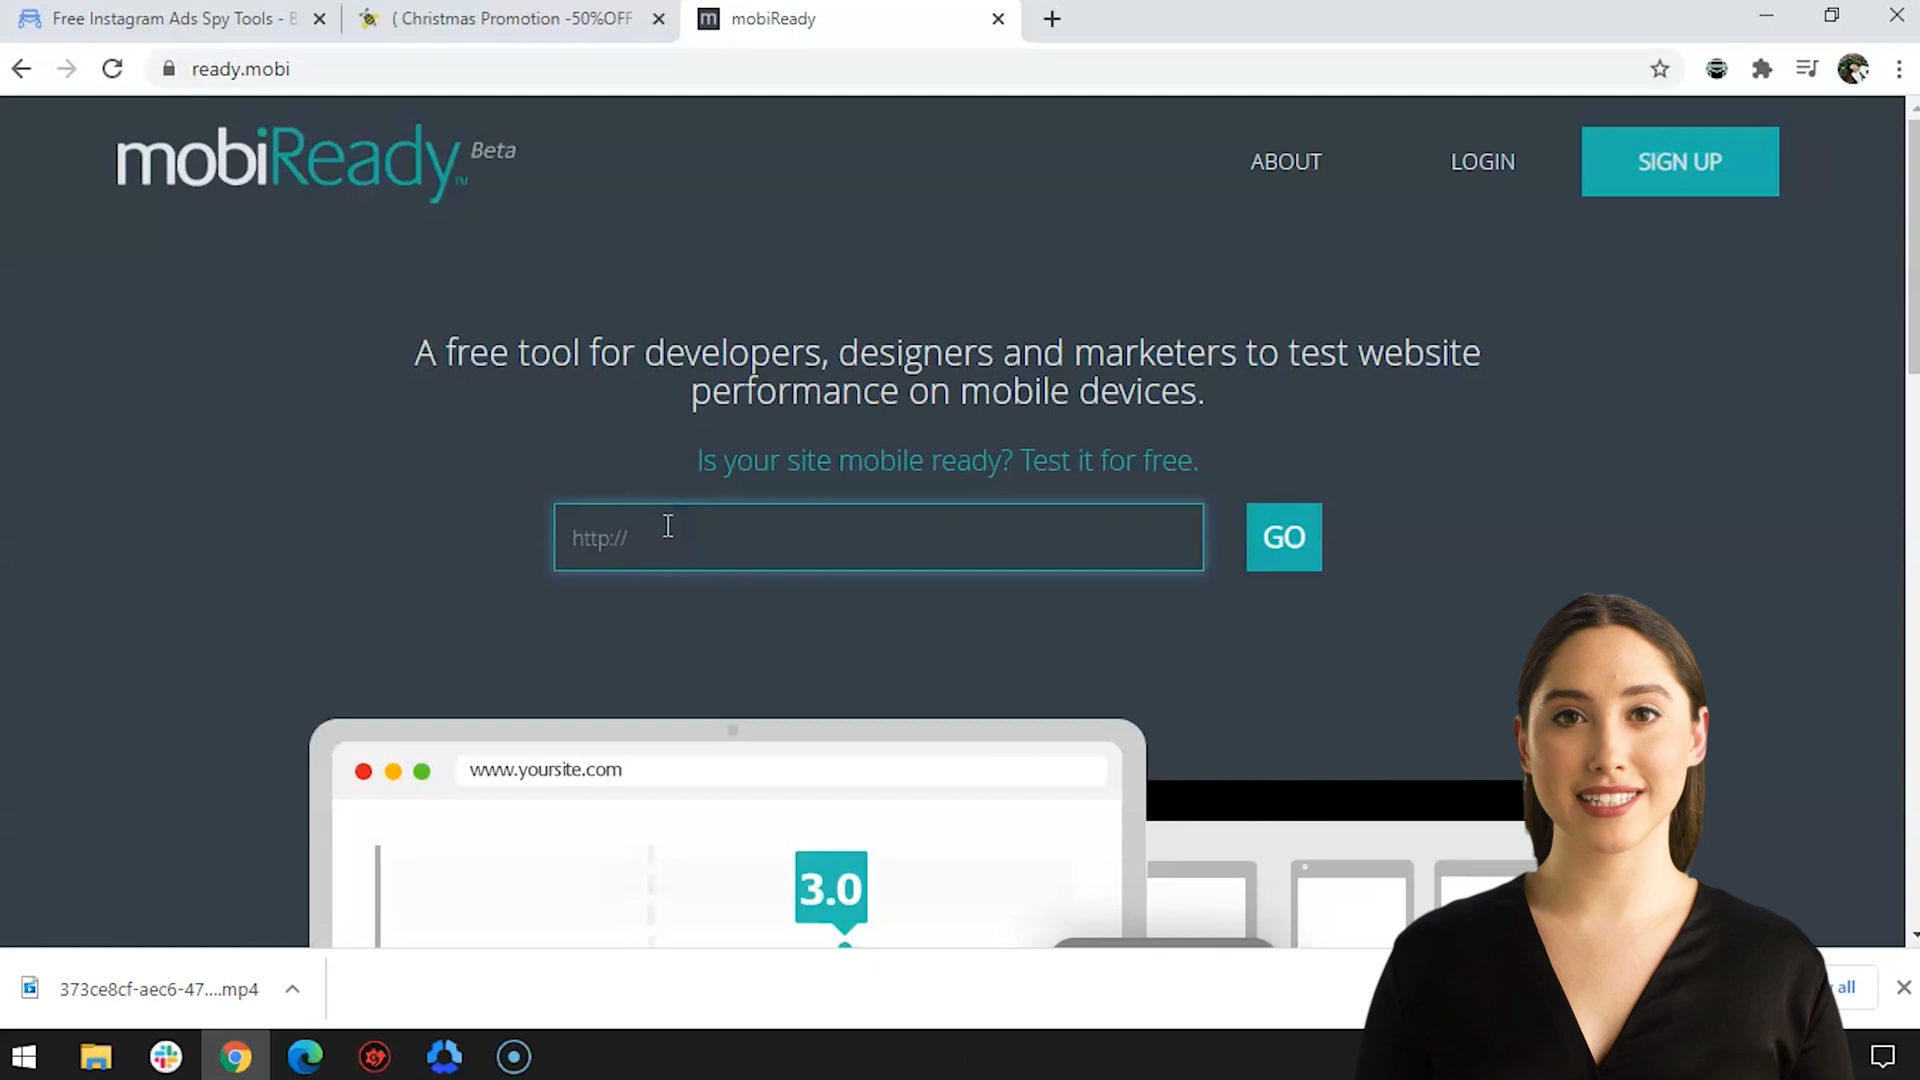 Free Instagram Ads Spy Tools -
( Christmas Promotion -50%OFF
mobiReady
ready.mobi
mobiReady™ Beta
ABOUT
LOGIN
SIGN UP
A free tool for developers, designers and marketers to test website
performance on mobile devices.
Is your site mobile ready? Test it for free.
http://
GO
www.yoursite.com
3.0
373ce8cf-aec6-47....mp4
all